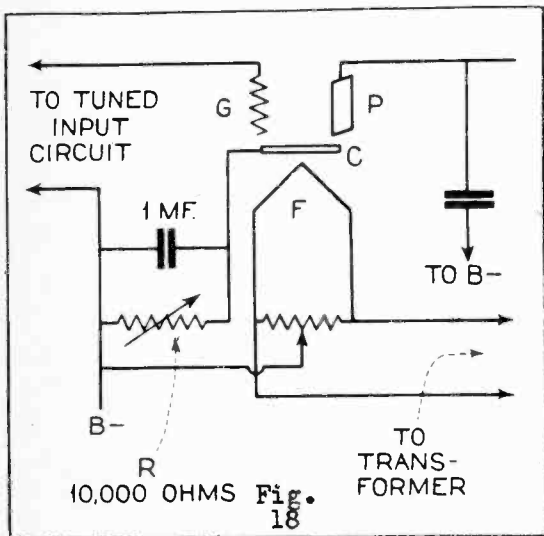 TO TUNED
INPUT
CIRCUIT
G
P
C
1 MF.
F
TO B-
B-
R
10,000 OHMS
TO
TRANS-
FORMER
Fig.
18